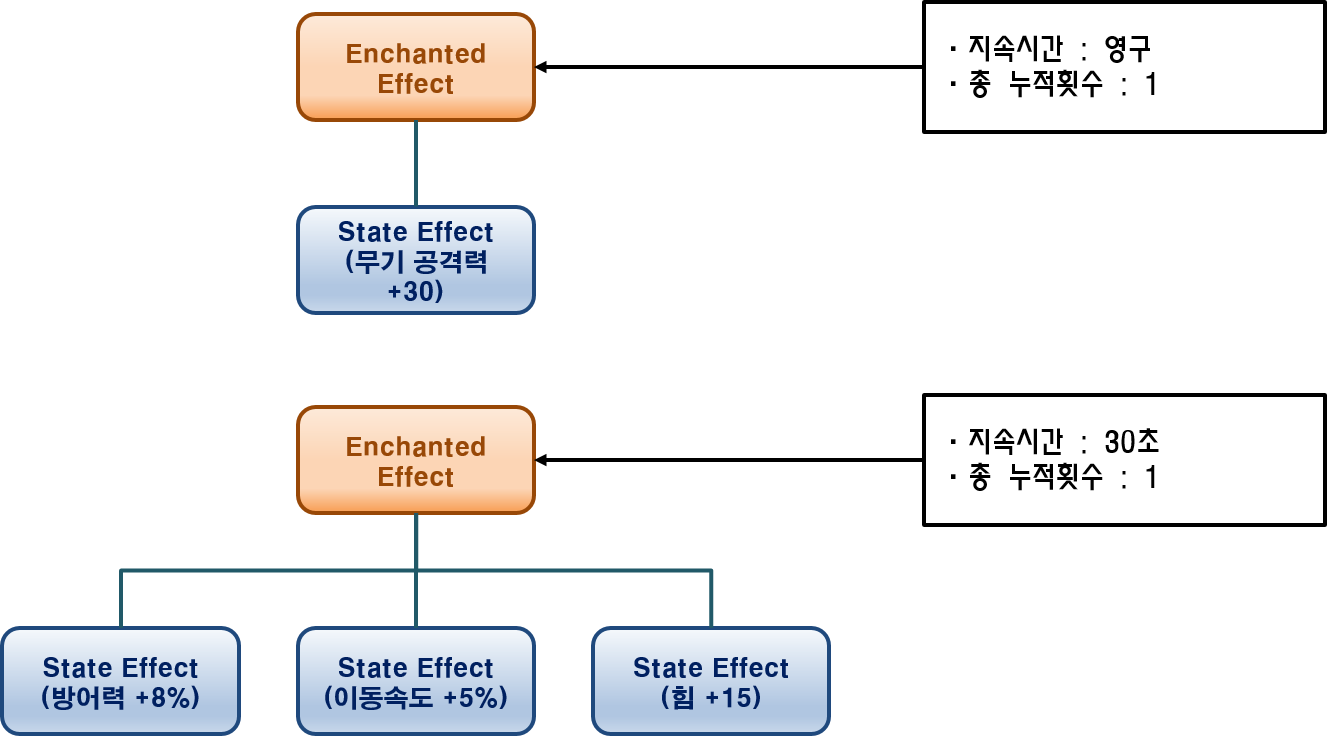 Enchanted
Effect
· 지속시간 : 영구
· 총 누적횟수 : 1
State Effect
(무기 공격력
+30)
Enchanted
Effect
· 지속시간 : 30초
· 총 누적횟수 : 1
State Effect
(방어력 +8%)
State Effect
(이동속도 +5%)
State Effect
(힘 +15)